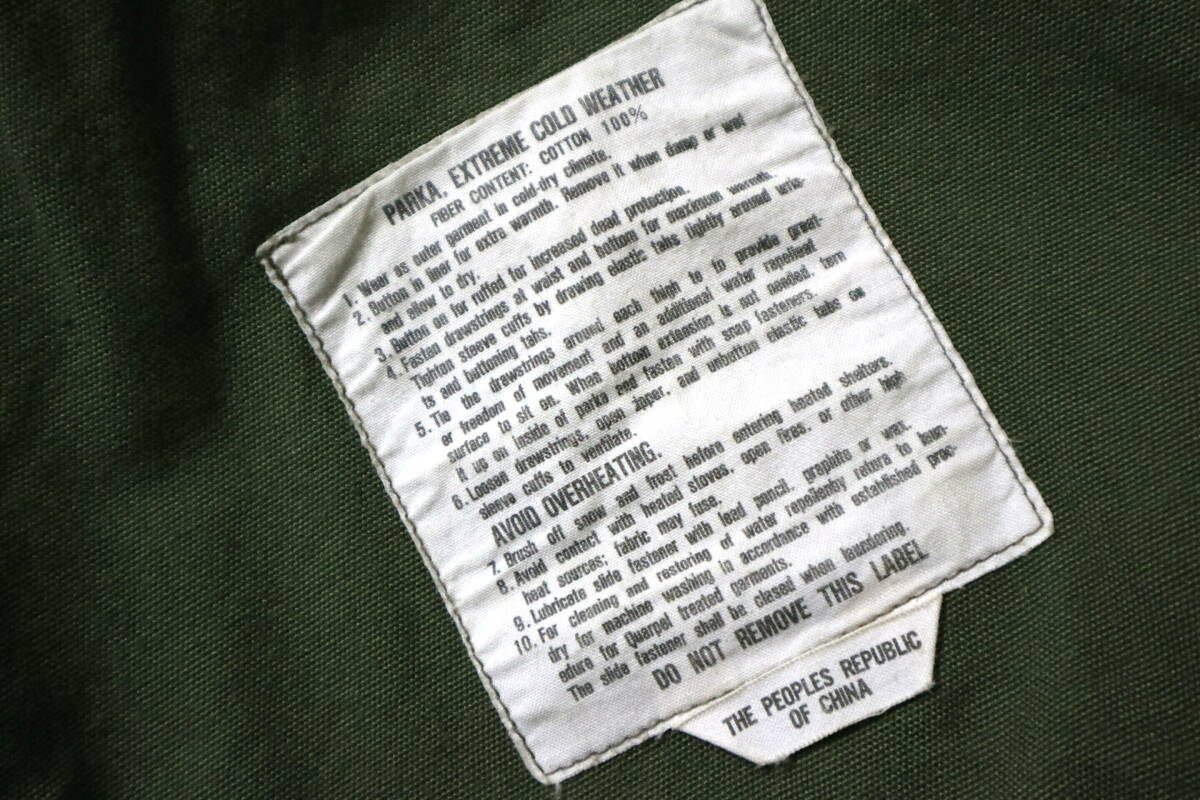 PARKA, EXTREME COLD WEATHER
FIBER CONTENT: COTTON 100%
1. Wear as outer garment in cold-dry climate.
2. Button in liner for extra warmth. Remove it when damp or wet
and allow to dry.
3. Button on for ruffed for increased dead protection.
4. Fasten drawstrings at waist and bottom for maximum warmth.
Tighten sleeve cuffs by drawing elastic tabs tightly around wris-
ts and buttoning tabs.
5. Tie the drawstrings around each thigh to to provide great-
er freedom of movement and an additional water repellent
surface to sit on. When bottom extension is not needed, turn
it up on inside of parka and fasten with snap fasteners.
6. Loosen drawstrings, open zipper, and unbutton elastic tabs on
sleeve cuffs to ventilate.
AVOID OVERHEATING.
7. Brush off snow and frost before entering heated shelters.
8. Avoid contact with heated stoves, open fires, or other high
heat sources; fabric may fuse.
9. Lubricate slide fastener with lead pencil, graphite or wax.
10. For cleaning and restoring of water repellenty return to laun-
dry for machine washing in accordance with established proc-
edure for Quarpel treated garments.
The slide fastener shall be clased when laundering.
DO NOT REMOVE THIS LABEL
THE PEOPLES REPUBLIC
OF CHINA